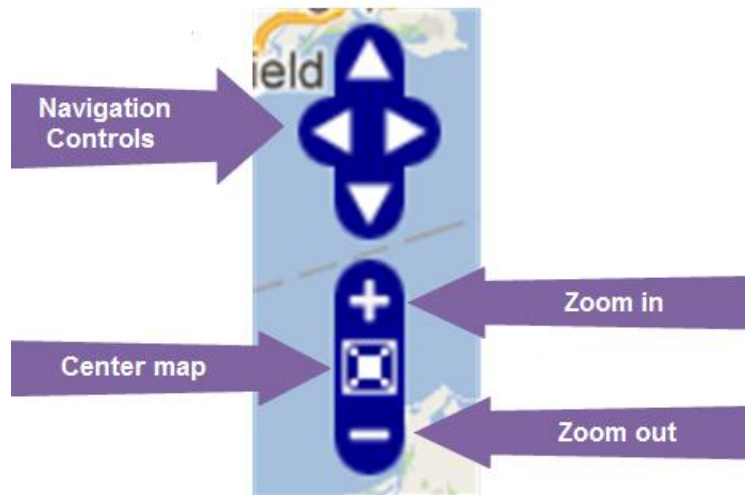 ield
Navigation
Controls
Zoom in
Center map
Zoom out